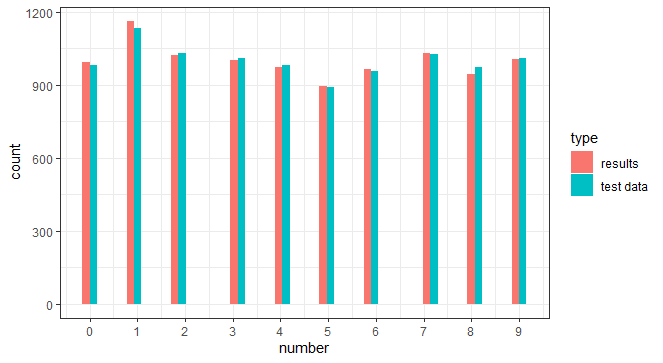 1200
900
600
300
0
count
0 1 2 3 4 5 6 7 8 9
number
type
results
test data